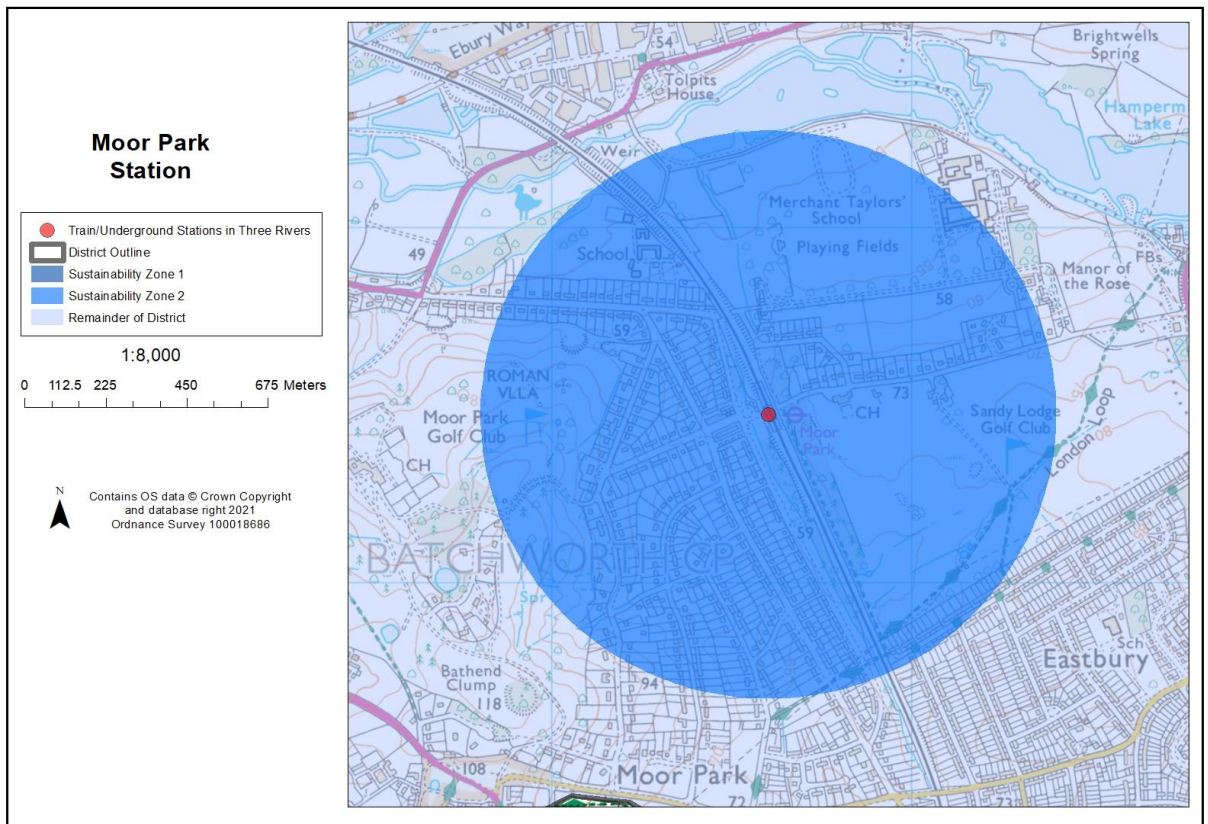 Moor Park
Station
Train/Underground Stations in Three Rivers
District Outline
Sustainability Zone 1
Sustainability Zone 2
Remainder of District
1:8,000
0 112.5 225 450 675 Meters
N
Contains OS data © Crown Copyright
and database right 2021
Ordnance Survey 100018686
Ebury Way
54
Tolpits
House
Brightwells
Spring
Hamperm
Lake
Weir
49
School
Merchant Taylors'
School
Playing Fields
Manor of
the Rose
FBs
58
59
ROMAN
VLLA
Moor Park
Golf Club
CH
73
CH
Moor
Park
Sandy Lodge
Golf Club
London Loop
80
59
BATCHWORTH CP
Spr
Bathend
Clump
118
94
Sch
Eastbury
108
Moor Park
72
73